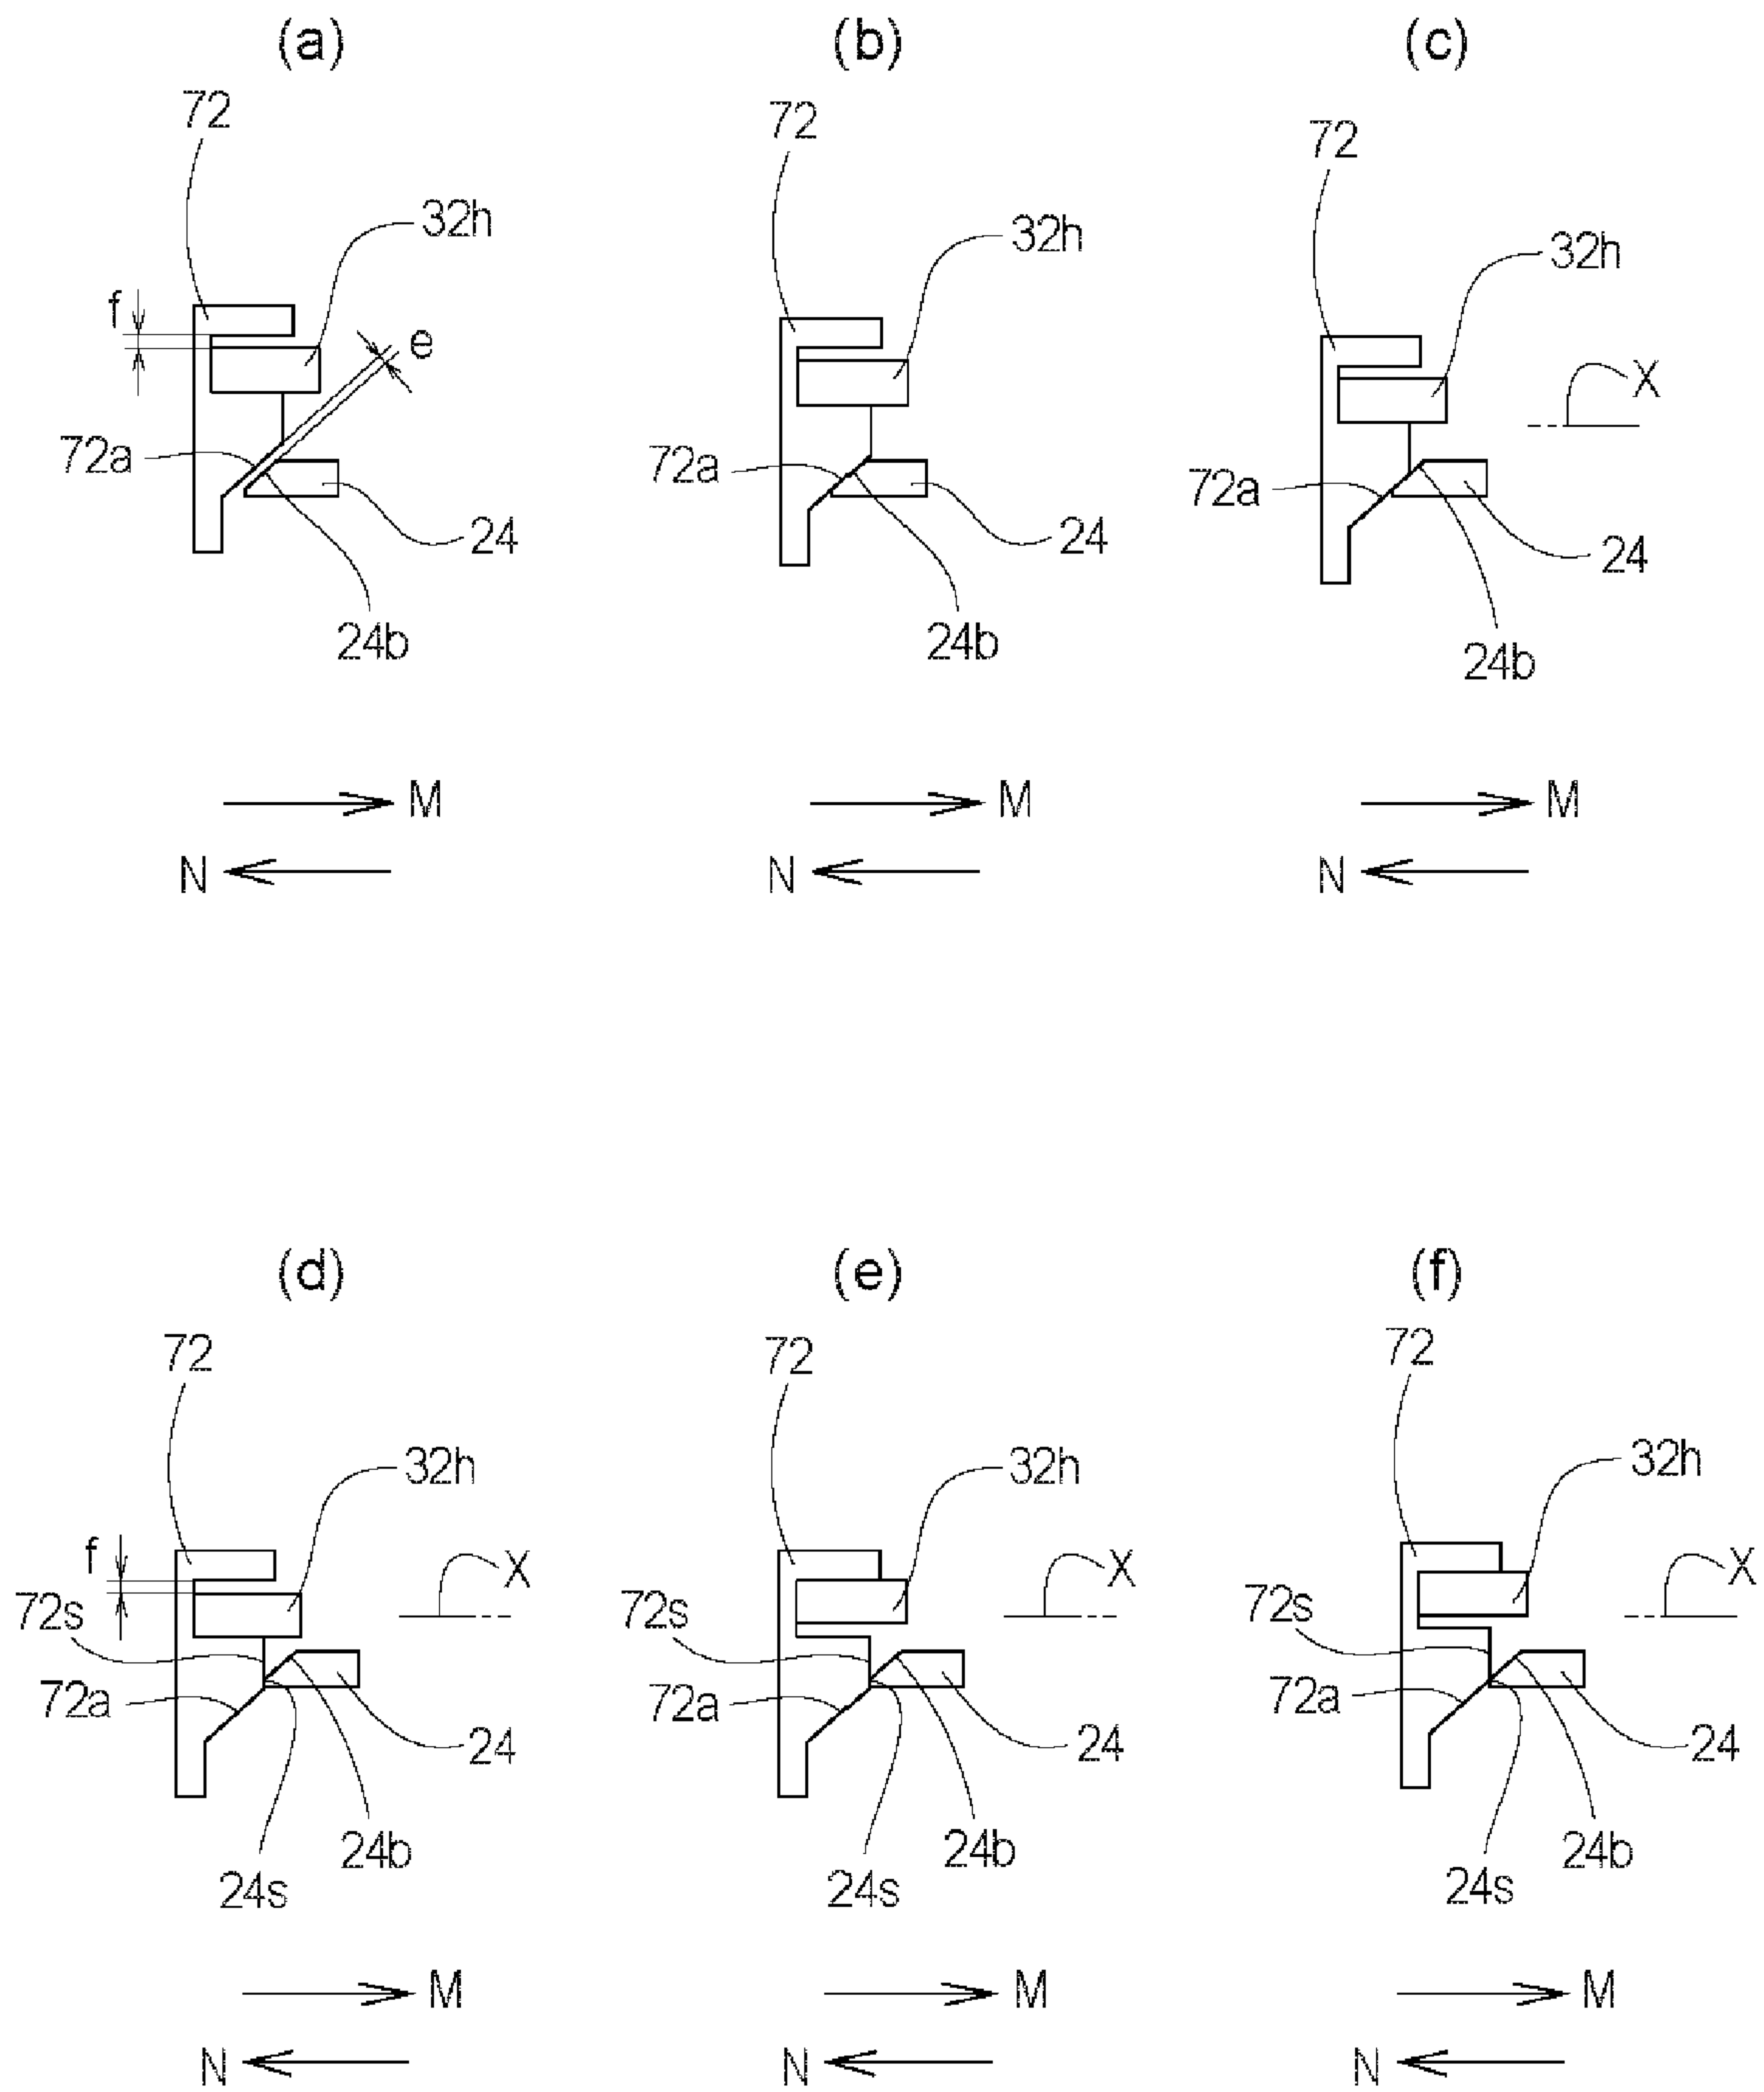 (a) (b) (c)
72 72 72
32h 32h 32h
f e X
72a 72a 72a
24 24 24
24b 24b 24b
M M M
N N N
(d) (e) (f)
72 72 72
32h 32h 32h
f X X X
72s 72s 72s
72a 72a 72a
24 24 24
24b 24b 24b
24s 24s 24s
M M M
N N N